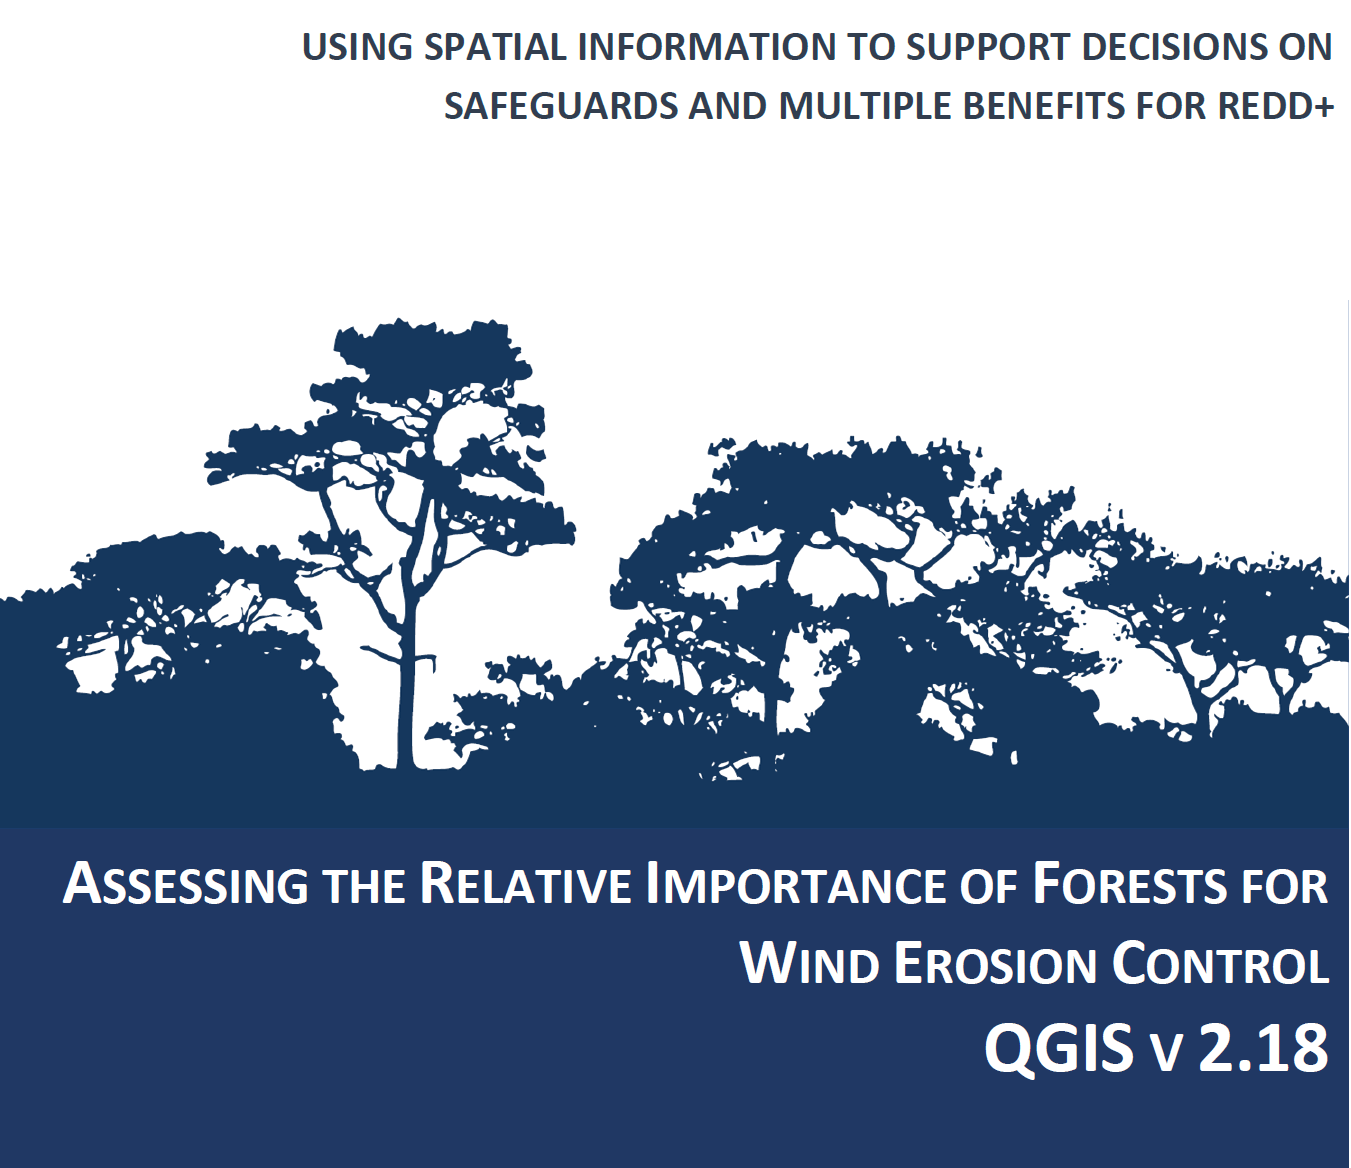 USING SPATIAL INFORMATION TO SUPPORT DECISIONS ON
SAFEGUARDS AND MULTIPLE BENEFITS FOR REDD+
ASSESSING THE RELATIVE IMPORTANCE OF FORESTS FOR
WIND EROSION CONTROL
QGIS V 2.18